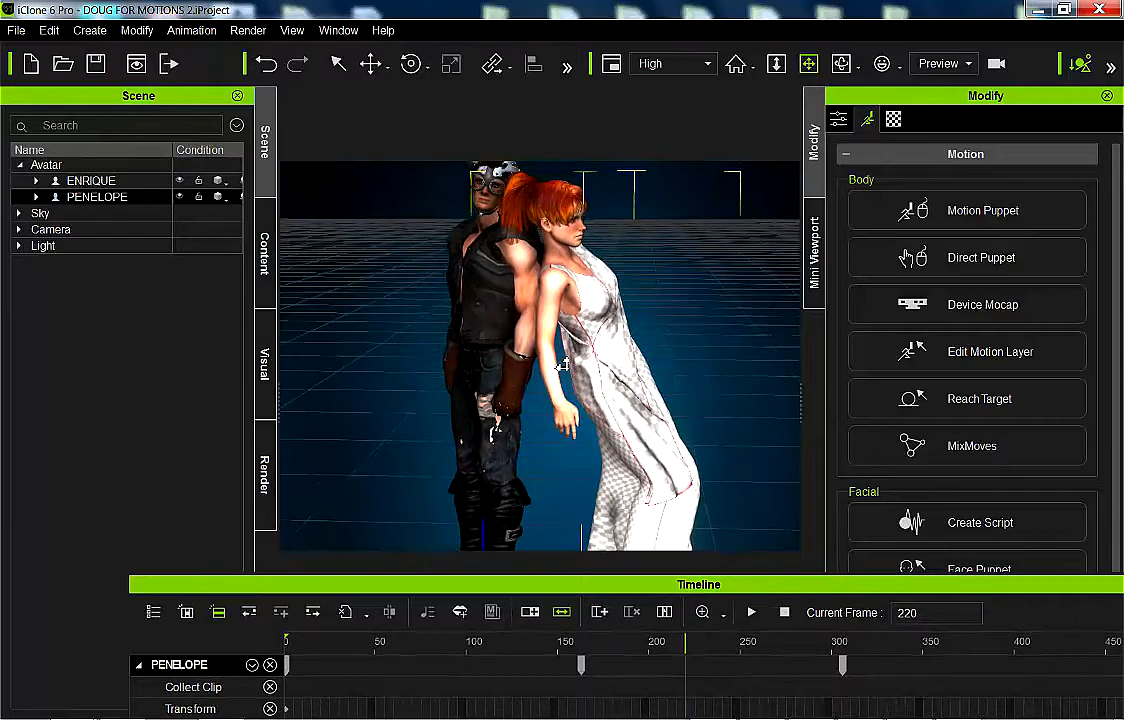 iClone 6 Pro - DOUG FOR MOTIONS 2.iProject
File Edit Create Modify Animation Render View Window Help
High
Preview
Scene
Search
Name Condition
Avatar
ENRIQUE
PENELOPE
Sky
Camera
Light
Scene
Content
Visual
Render
Modify
Mini Viewport
Modify
Motion
Body
Motion Puppet
Direct Puppet
Device Mocap
Edit Motion Layer
Reach Target
MixMoves
Facial
Create Script
Face Puppet
Timeline
Current Frame : 220
0 50 100 150 200 250 300 350 400 450
PENELOPE
Collect Clip
Transform